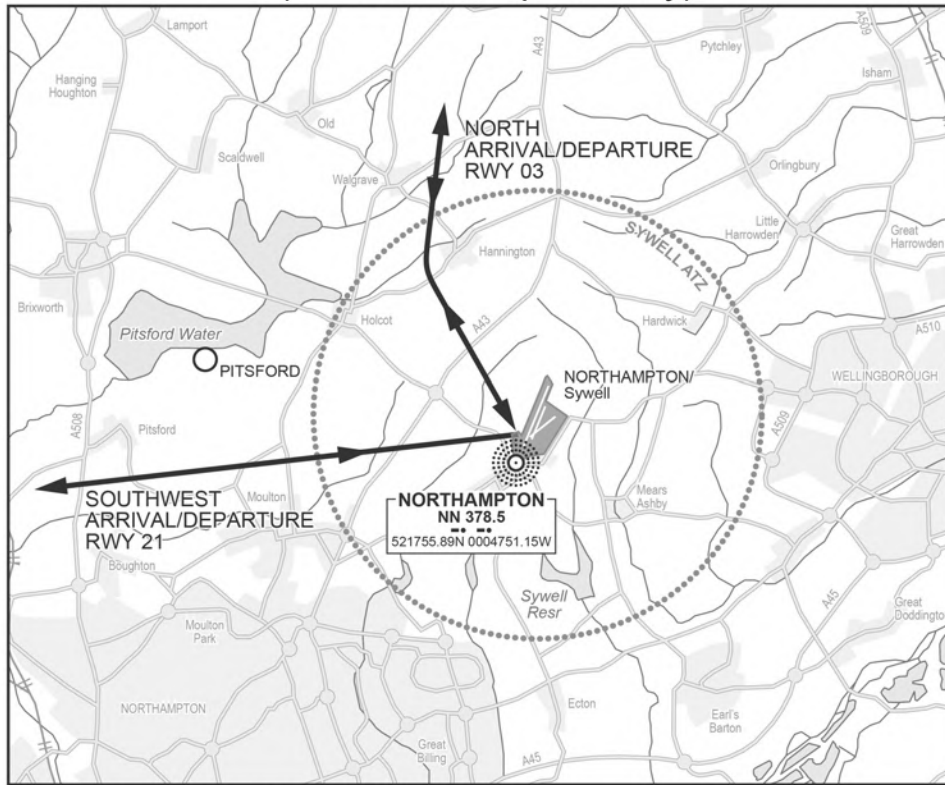 Lamport
A43
Pytchley
A509
Hanging
Houghton
Isham
Old
NORTH
ARRIVAL/DEPARTURE
RWY 03
Scaldwell
Walgrave
Orlingbury
Little
Harrowden
Great
Harrowden
SYWELL ATZ
Hannington
Brixworth
Holcot
A43
Hardwick
A510
Pitsford Water
PITSFORD
NORTHAMPTON/
Sywell
WELLINGBOROUGH
A508
Pitsford
A509
SOUTHWEST
ARRIVAL/DEPARTURE
RWY 21
Moulton
NORTHAMPTON
NN 378.5
521755.89N 0004751.15W
Mears
Ashby
Boughton
Sywell
Resr
A45
Great
Doddington
Moulton
Park
NORTHAMPTON
Ecton
Earl's
Barton
Great
Billing
A45